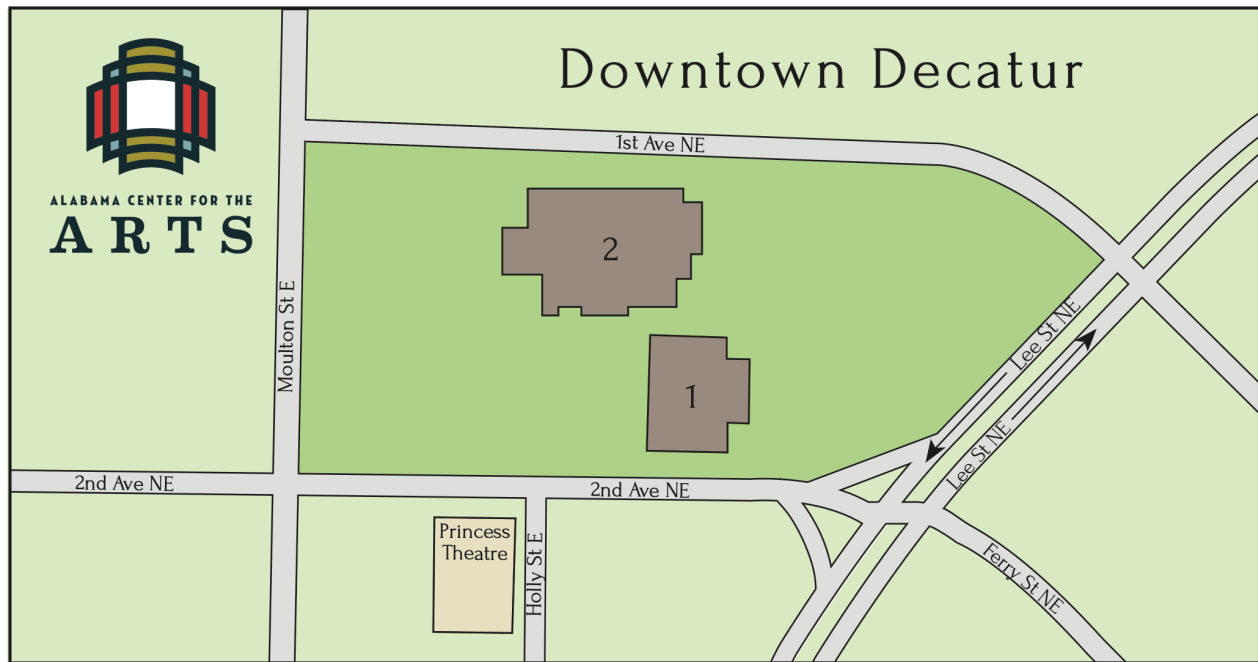 Downtown Decatur
ALABAMA CENTER FOR THE
ARTS
1st Ave NE
2
Moulton St E
Lee St NE
1
Lee St NE
2nd Ave NE
2nd Ave NE
Princess
Theatre
Holly St E
Ferry St NE